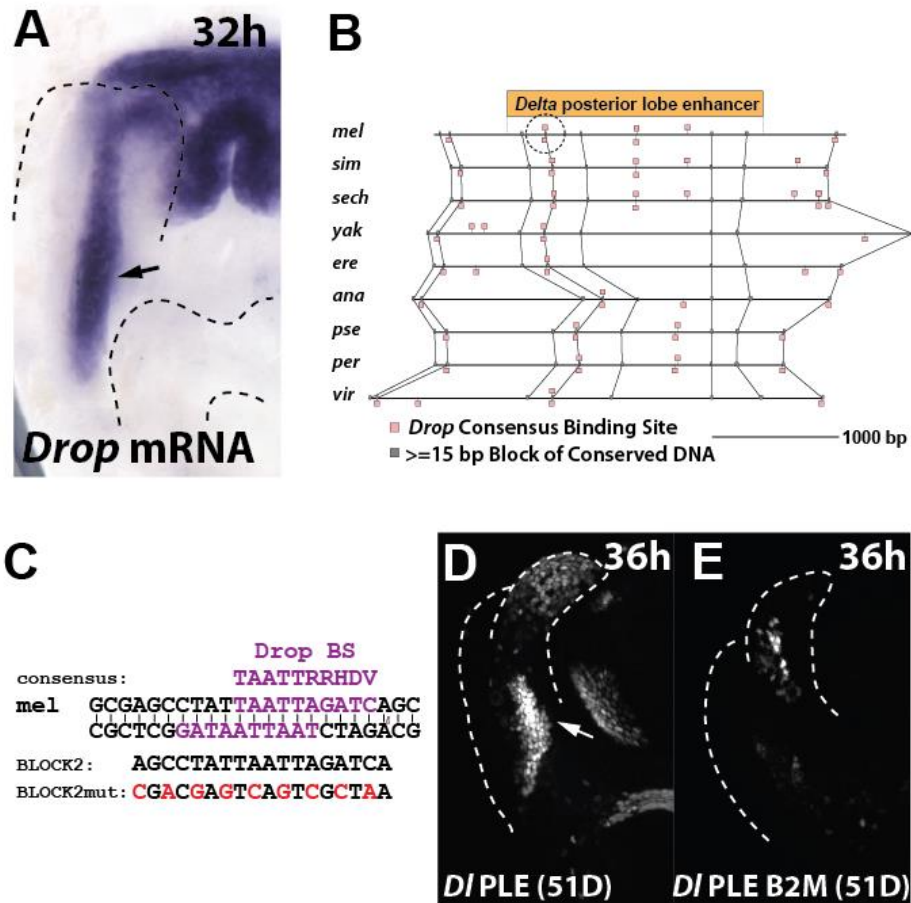 A
32h
Drop mRNA
B
Delta posterior lobe enhancer
mel
sim
sech
yak
ere
ana
pse
per
vir
Drop Consensus Binding Site
>=15 bp Block of Conserved DNA
1000 bp
C
Drop BS
consensus: TAATTRRHDV
mel GCGAGCCTATTAATTAGATCAGC
CGCTCGGATAATTAATCTAGACG
BLOCK2: AGCCTATTAATTAGATCA
BLOCK2mut: CGACGAGTCAGTCGCTAA
D
36h
Dl PLE (51D)
E
36h
Dl PLE B2M (51D)